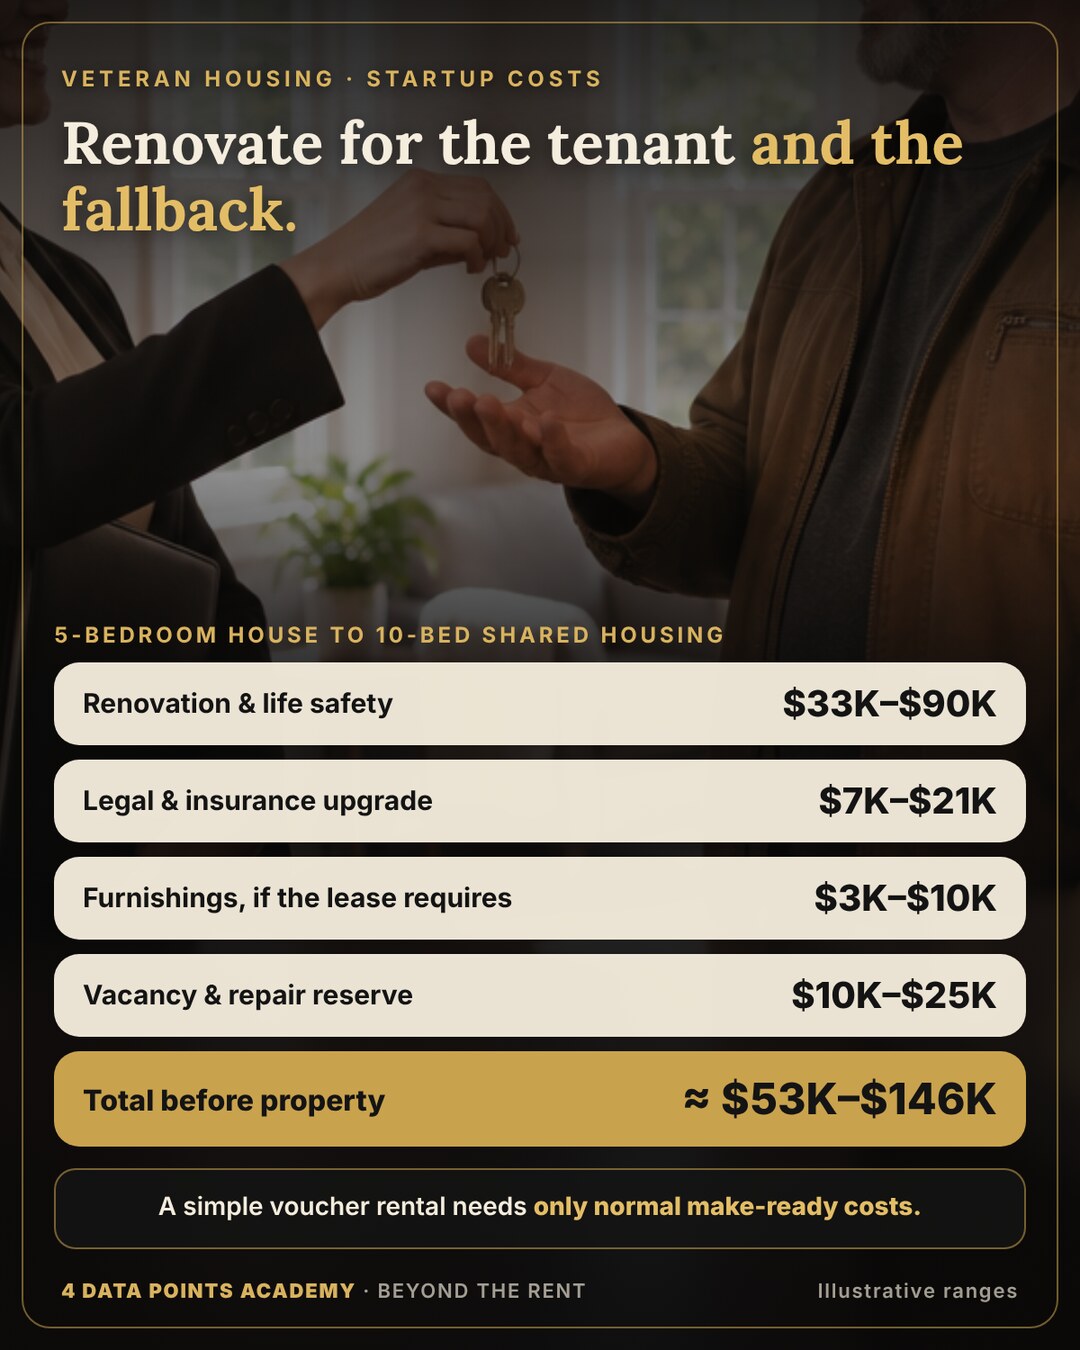 VETERAN HOUSING · STARTUP COSTS
Renovate for the tenant and the
fallback.
5-BEDROOM HOUSE TO 10-BED SHARED HOUSING
Renovation & life safety $33K–$90K
Legal & insurance upgrade $7K–$21K
Furnishings, if the lease requires $3K–$10K
Vacancy & repair reserve $10K–$25K
Total before property ≈ $53K–$146K
A simple voucher rental needs only normal make-ready costs.
4 DATA POINTS ACADEMY · BEYOND THE RENT Illustrative ranges